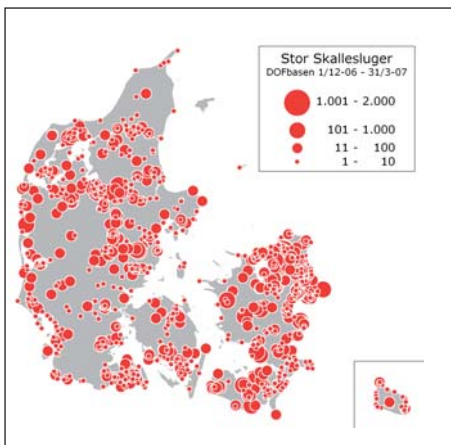 Stor Skallesluger
DOFbasen 1/12-06 - 31/3-07
1.001 - 2.000
101 - 1.000
11 - 100
1 - 10